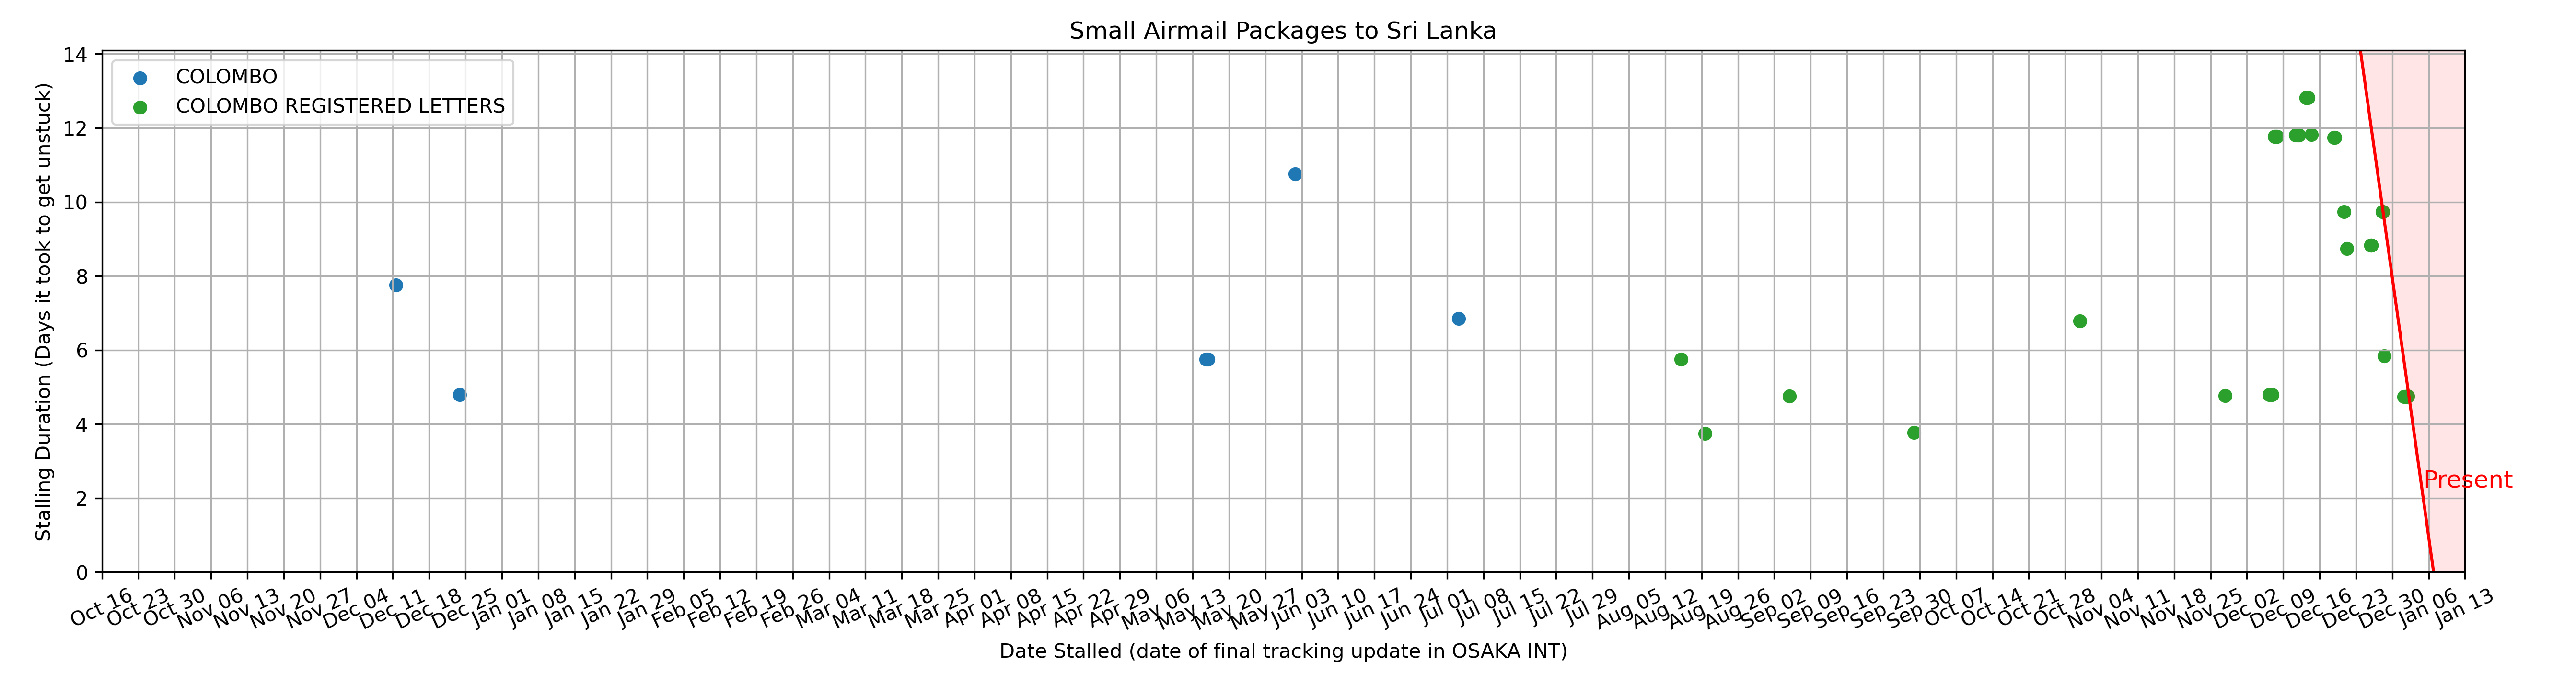 Small Airmail Packages to Sri Lanka
COLOMBO
COLOMBO REGISTERED LETTERS
Stalling Duration (Days it took to get unstuck)
14
12
10
8
6
4
2
0
Present
Oct 16 Oct 23 Oct 30 Nov 06 Nov 13 Nov 20 Nov 27 Dec 04 Dec 11 Dec 18 Dec 25 Jan 01 Jan 08 Jan 15 Jan 22 Jan 29 Feb 05 Feb 12 Feb 19 Feb 26 Mar 04 Mar 11 Mar 18 Mar 25 Apr 01 Apr 08 Apr 15 Apr 22 Apr 29 May 06 May 13 May 20 May 27 Jun 03 Jun 10 Jun 17 Jun 24 Jul 01 Jul 08 Jul 15 Jul 22 Jul 29 Aug 05 Aug 12 Aug 19 Aug 26 Sep 02 Sep 09 Sep 16 Sep 23 Sep 30 Oct 07 Oct 14 Oct 21 Oct 28 Nov 04 Nov 11 Nov 18 Nov 25 Dec 02 Dec 09 Dec 16 Dec 23 Dec 30 Jan 06 Jan 13
Date Stalled (date of final tracking update in OSAKA INT)